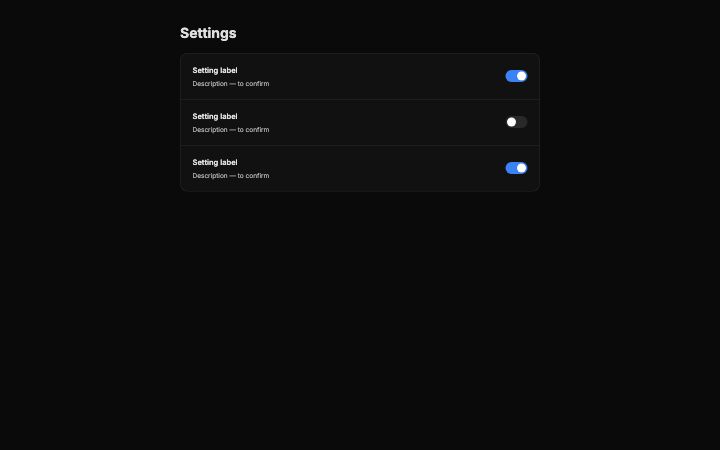 Settings
Setting label
Description — to confirm
Setting label
Description — to confirm
Setting label
Description — to confirm